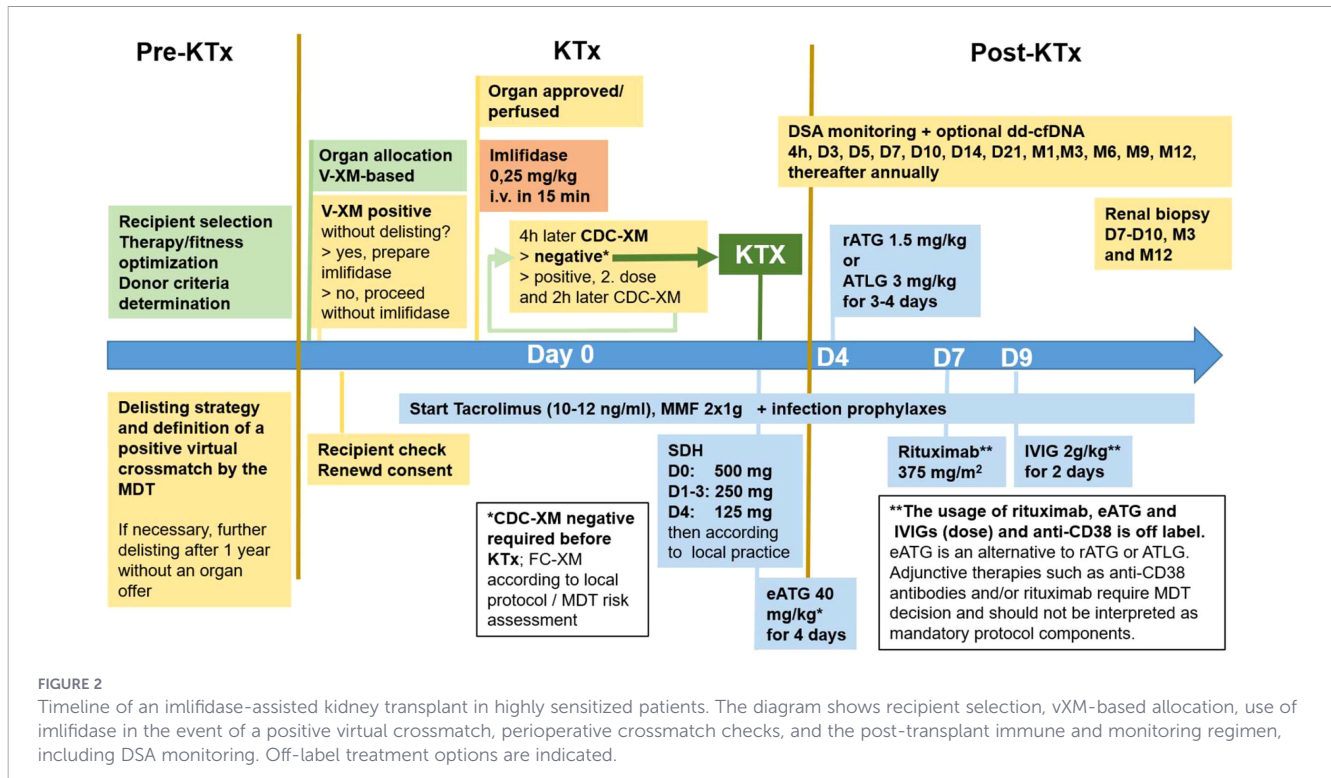 Pre-KTx
KTx
Post-KTx
Organ approved/
perfused
DSA monitoring + optional dd-cfDNA
4h, D3, D5, D7, D10, D14, D21, M1,M3, M6, M9, M12,
thereafter annually
Organ allocation
V-XM-based
Imlifidase
0,25 mg/kg
i.v. in 15 min
Recipient selection
Therapy/fitness
optimization
Donor criteria
determination
V-XM positive
without delisting?
> yes, prepare
imlifidase
> no, proceed
without imlifidase
4h later CDC-XM
> negative*
> positive, 2. dose
and 2h later CDC-XM
KTX
rATG 1.5 mg/kg
or
ATLG 3 mg/kg
for 3-4 days
Renal biopsy
D7-D10, M3
and M12
Day 0
D4
D7
D9
Delisting strategy
and definition of a
positive virtual
crossmatch by the
MDT
If necessary, further
delisting after 1 year
without an organ
offer
Start Tacrolimus (10-12 ng/ml), MMF 2x1g + infection prophylaxes
Recipient check
Renewd consent
*CDC-XM negative
required before
KTx; FC-XM
according to local
protocol / MDT risk
assessment
SDH
D0: 500 mg
D1-3: 250 mg
D4: 125 mg
then according
to local practice
eATG 40
mg/kg*
for 4 days
Rituximab**
375 mg/m²
IVIG 2g/kg**
for 2 days
**The usage of rituximab, eATG and
IVIGs (dose) and anti-CD38 is off label.
eATG is an alternative to rATG or ATLG.
Adjunctive therapies such as anti-CD38
antibodies and/or rituximab require MDT
decision and should not be interpreted as
mandatory protocol components.
FIGURE 2
Timeline of an imlifidase-assisted kidney transplant in highly sensitized patients. The diagram shows recipient selection, vXM-based allocation, use of
imlifidase in the event of a positive virtual crossmatch, perioperative crossmatch checks, and the post-transplant immune and monitoring regimen,
including DSA monitoring. Off-label treatment options are indicated.